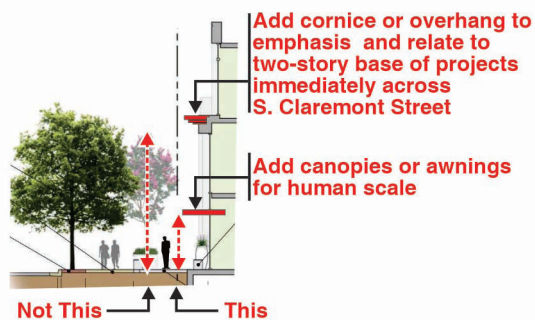 Add cornice or overhang to
emphasis and relate to
two-story base of projects
immediately across
S. Claremont Street
Add canopies or awnings
for human scale
Not This
This